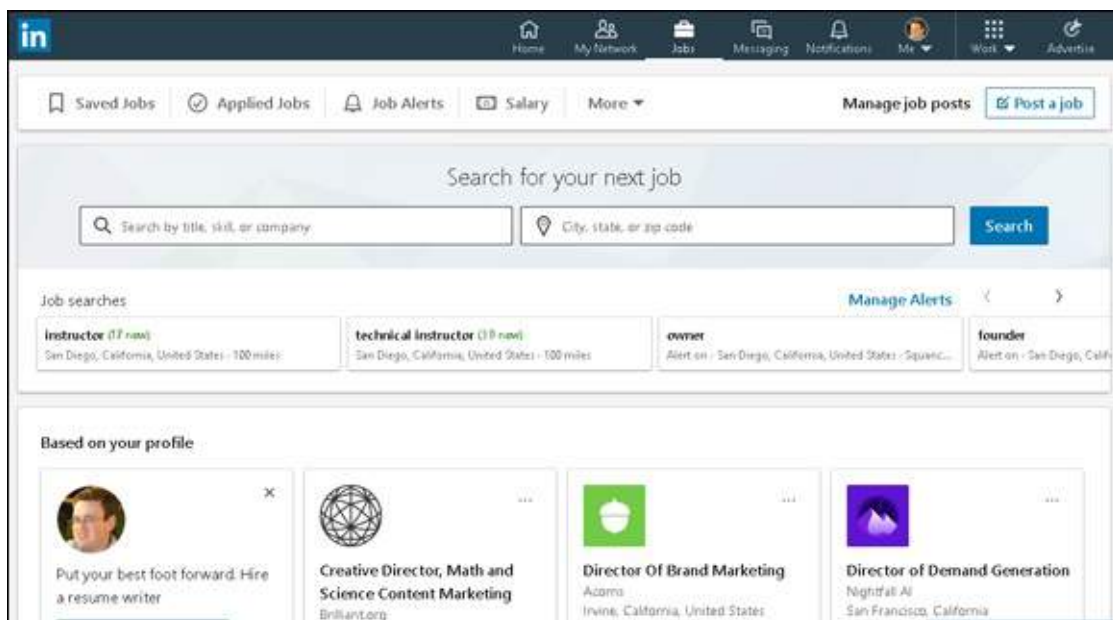 in
Home
My Network
Jobs
Messaging
Notifications
Me
Work
Advertise
Saved Jobs
Applied Jobs
Job Alerts
Salary
More
Manage job posts
Post a job
Search for your next job
Search by title, skill, or company
City, state, or zip code
Search
Job searches
Manage Alerts
instructor (17 new)
San Diego, California, United States · 100 miles
technical instructor (19 new)
San Diego, California, United States · 100 miles
owner
Alert on · San Diego, California, United States · Squanc...
founder
Alert on · San Diego, Calif
Based on your profile
Put your best foot forward. Hire
a resume writer
Creative Director, Math and
Science Content Marketing
Brilliant.org
Director Of Brand Marketing
Acorns
Irvine, California, United States
Director of Demand Generation
Nightfall AI
San Francisco, California